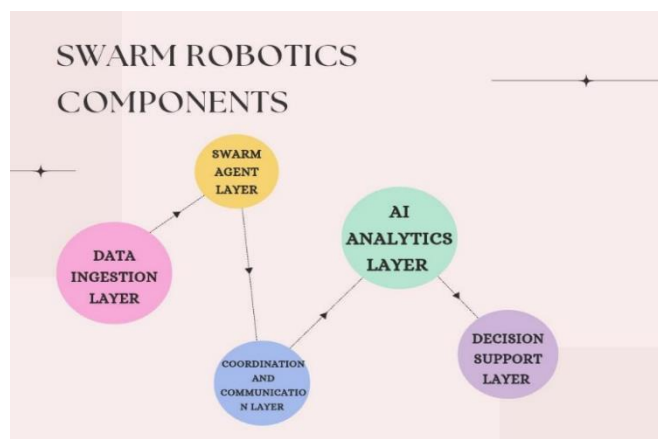 SWARM ROBOTICS
COMPONENTS
SWARM
AGENT
LAYER
DATA
INGESTION
LAYER
AI
ANALYTICS
LAYER
COORDINATION
AND
COMMUNICATIO
N LAYER
DECISION
SUPPORT
LAYER